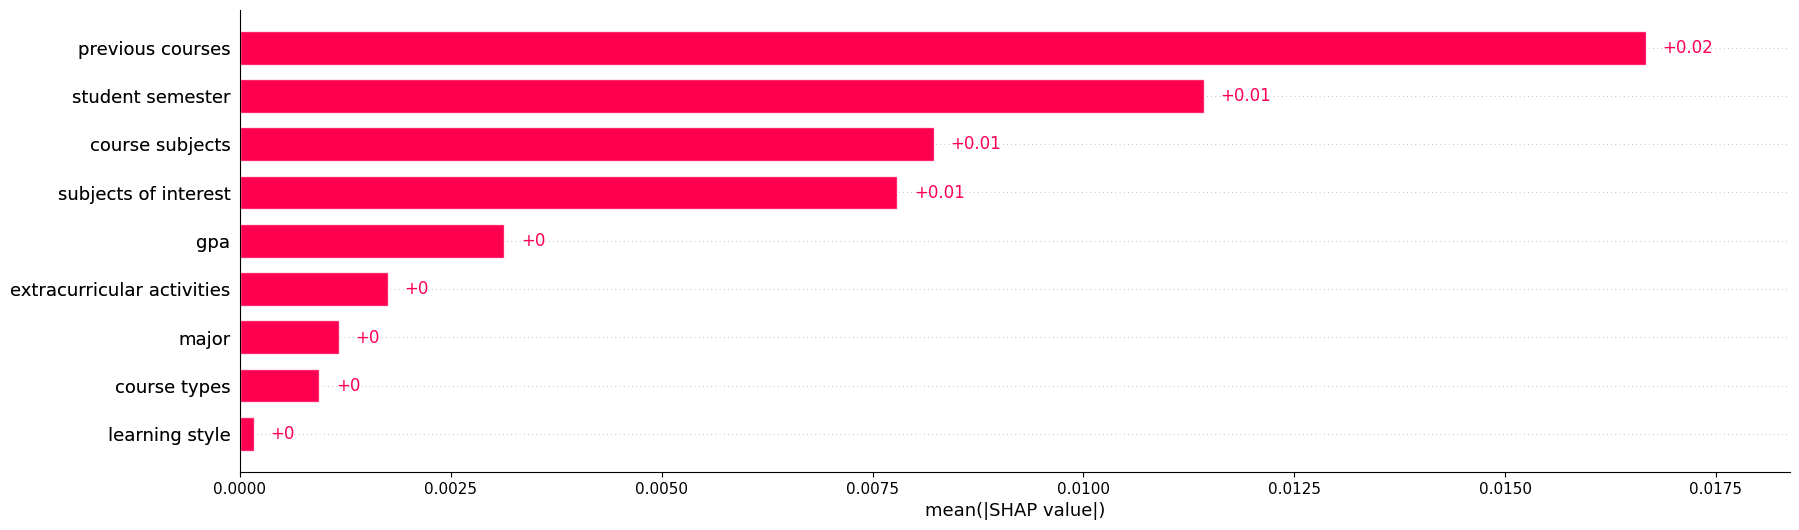 previous courses +0.02
student semester +0.01
course subjects +0.01
subjects of interest +0.01
gpa +0
extracurricular activities +0
major +0
course types +0
learning style +0
0.0000 0.0025 0.0050 0.0075 0.0100 0.0125 0.0150 0.0175
mean(|SHAP value|)